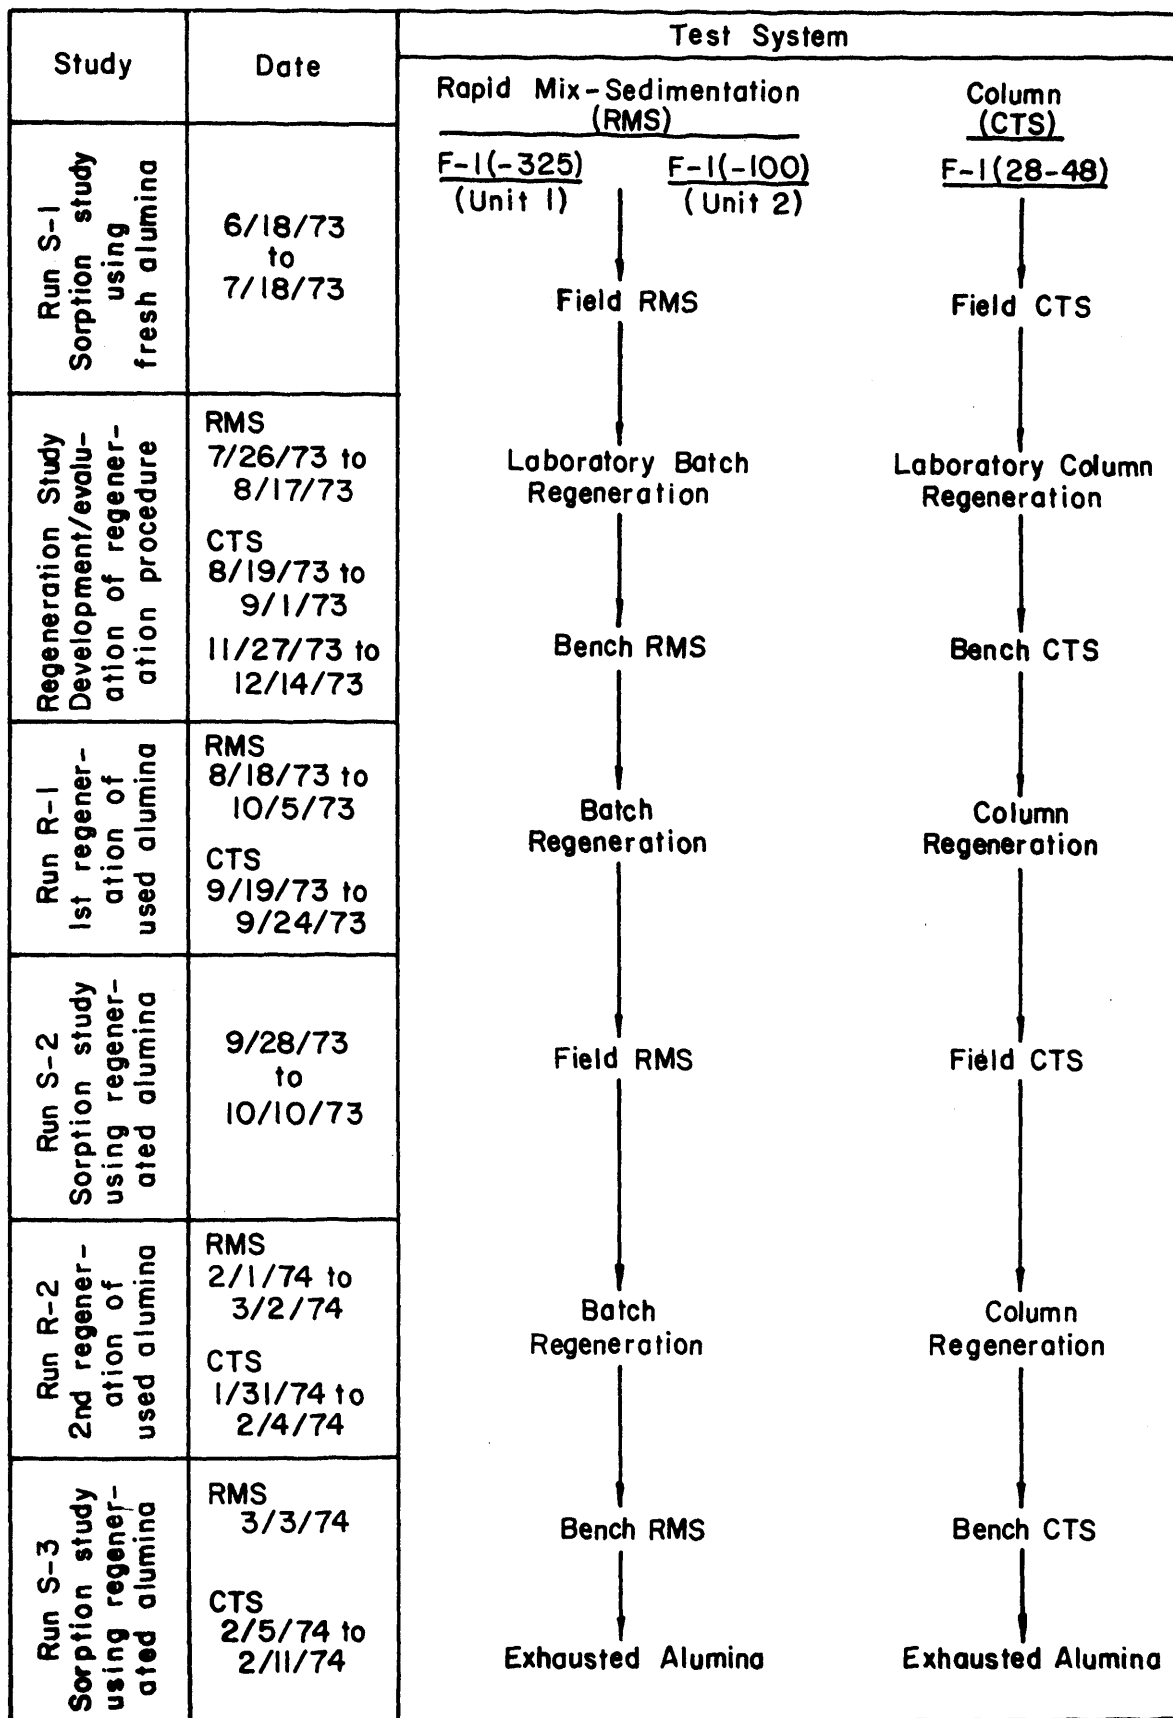 Study
Date
Test System
Rapid Mix-Sedimentation
(RMS)
Column
(CTS)
F-1(-325)
(Unit 1)
F-1(-100)
(Unit 2)
F-1(28-48)
Run S-1
Sorption study
using
fresh alumina
6/18/73
to
7/18/73
Field RMS
Field CTS
Regeneration Study
Development/evalu-
ation of regener-
ation procedure
RMS
7/26/73 to
8/17/73
CTS
8/19/73 to
9/1/73
11/27/73 to
12/14/73
Laboratory Batch
Regeneration
Laboratory Column
Regeneration
Bench RMS
Bench CTS
Run R-1
1st regener-
ation of
used alumina
RMS
8/18/73 to
10/5/73
CTS
9/19/73 to
9/24/73
Batch
Regeneration
Column
Regeneration
Run S-2
Sorption study
using regener-
ated alumina
9/28/73
to
10/10/73
Field RMS
Field CTS
Run R-2
2nd regener-
ation of
used alumina
RMS
2/1/74 to
3/2/74
CTS
1/31/74 to
2/4/74
Batch
Regeneration
Column
Regeneration
Run S-3
Sorption study
using regener-
ated alumina
RMS
3/3/74
CTS
2/5/74 to
2/11/74
Bench RMS
Bench CTS
Exhausted Alumina
Exhausted Alumina